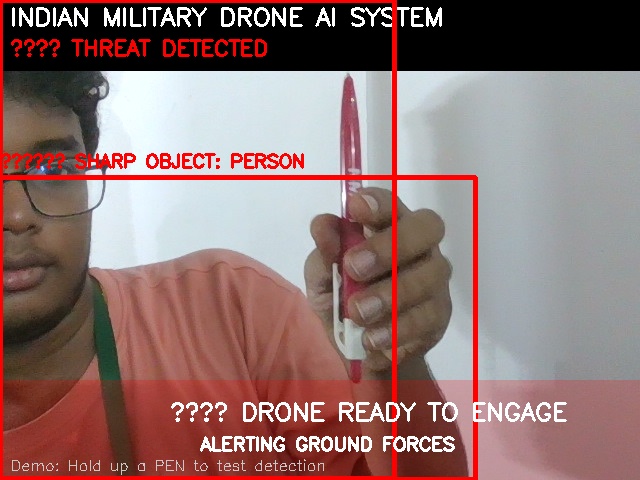 INDIAN MILITARY DRONE AI SYSTEM
???? THREAT DETECTED
?????? SHARP OBJECT: PERSON
???? DRONE READY TO ENGAGE
ALERTING GROUND FORCES
Demo: Hold up a PEN to test detection